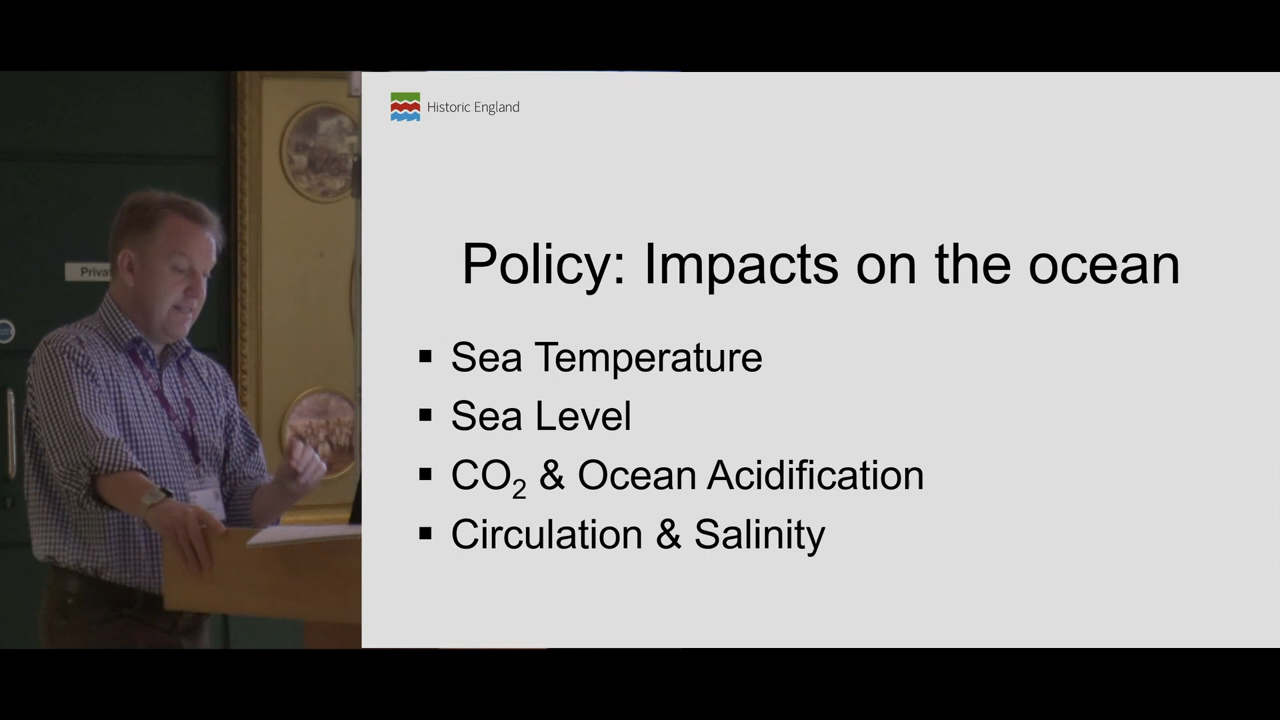 Historic England
Policy: Impacts on the ocean
▪ Sea Temperature
▪ Sea Level
▪ CO₂ & Ocean Acidification
▪ Circulation & Salinity